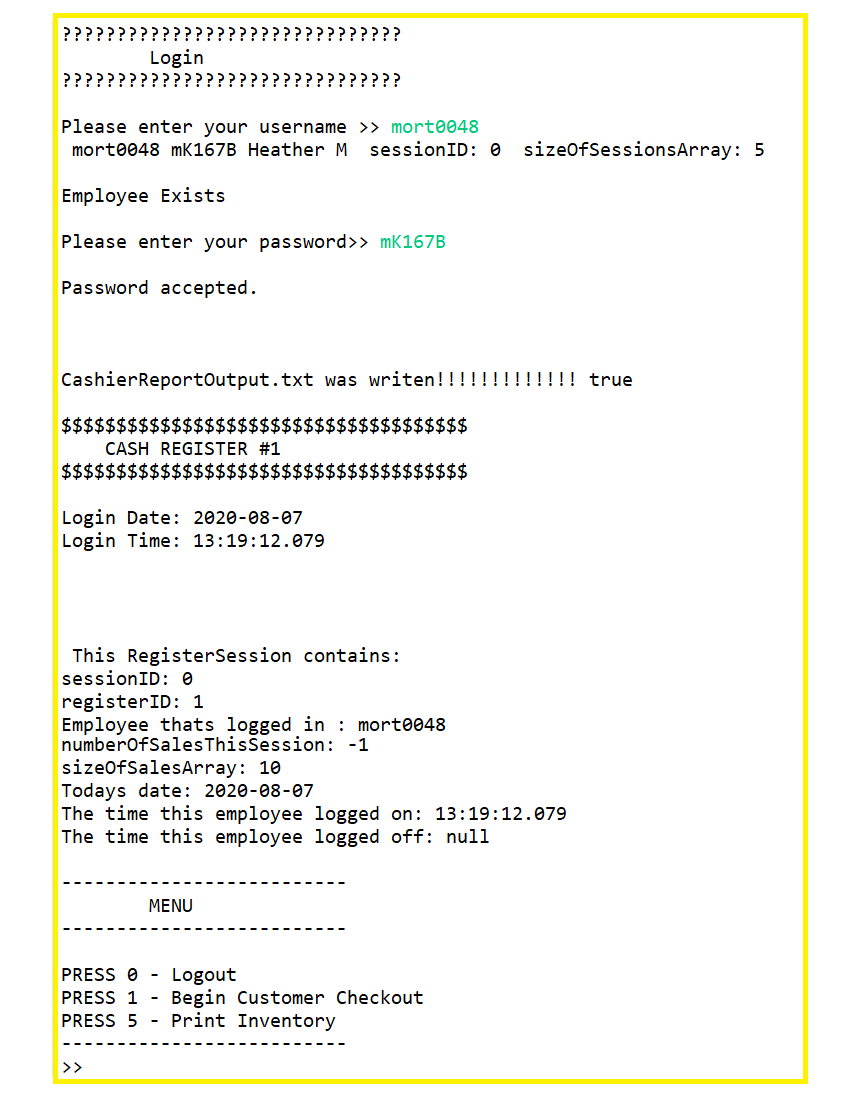 ???????????????????????????????
Login
???????????????????????????????
Please enter your username >> mort0048
mort0048 mK167B Heather M  sessionID: 0  sizeOfSessionsArray: 5
Employee Exists
Please enter your password>> mK167B
Password accepted.
CashierReportOutput.txt was writen!!!!!!!!!!!!! true
$$$$$$$$$$$$$$$$$$$$$$$$$$$$$$$$$$$$$
CASH REGISTER #1
$$$$$$$$$$$$$$$$$$$$$$$$$$$$$$$$$$$$$
Login Date: 2020-08-07
Login Time: 13:19:12.079
This RegisterSession contains:
sessionID: 0
registerID: 1
Employee thats logged in : mort0048
numberOfSalesThisSession: -1
sizeOfSalesArray: 10
Todays date: 2020-08-07
The time this employee logged on: 13:19:12.079
The time this employee logged off: null
--------------------------
MENU
--------------------------
PRESS 0 - Logout
PRESS 1 - Begin Customer Checkout
PRESS 5 - Print Inventory
--------------------------
>>